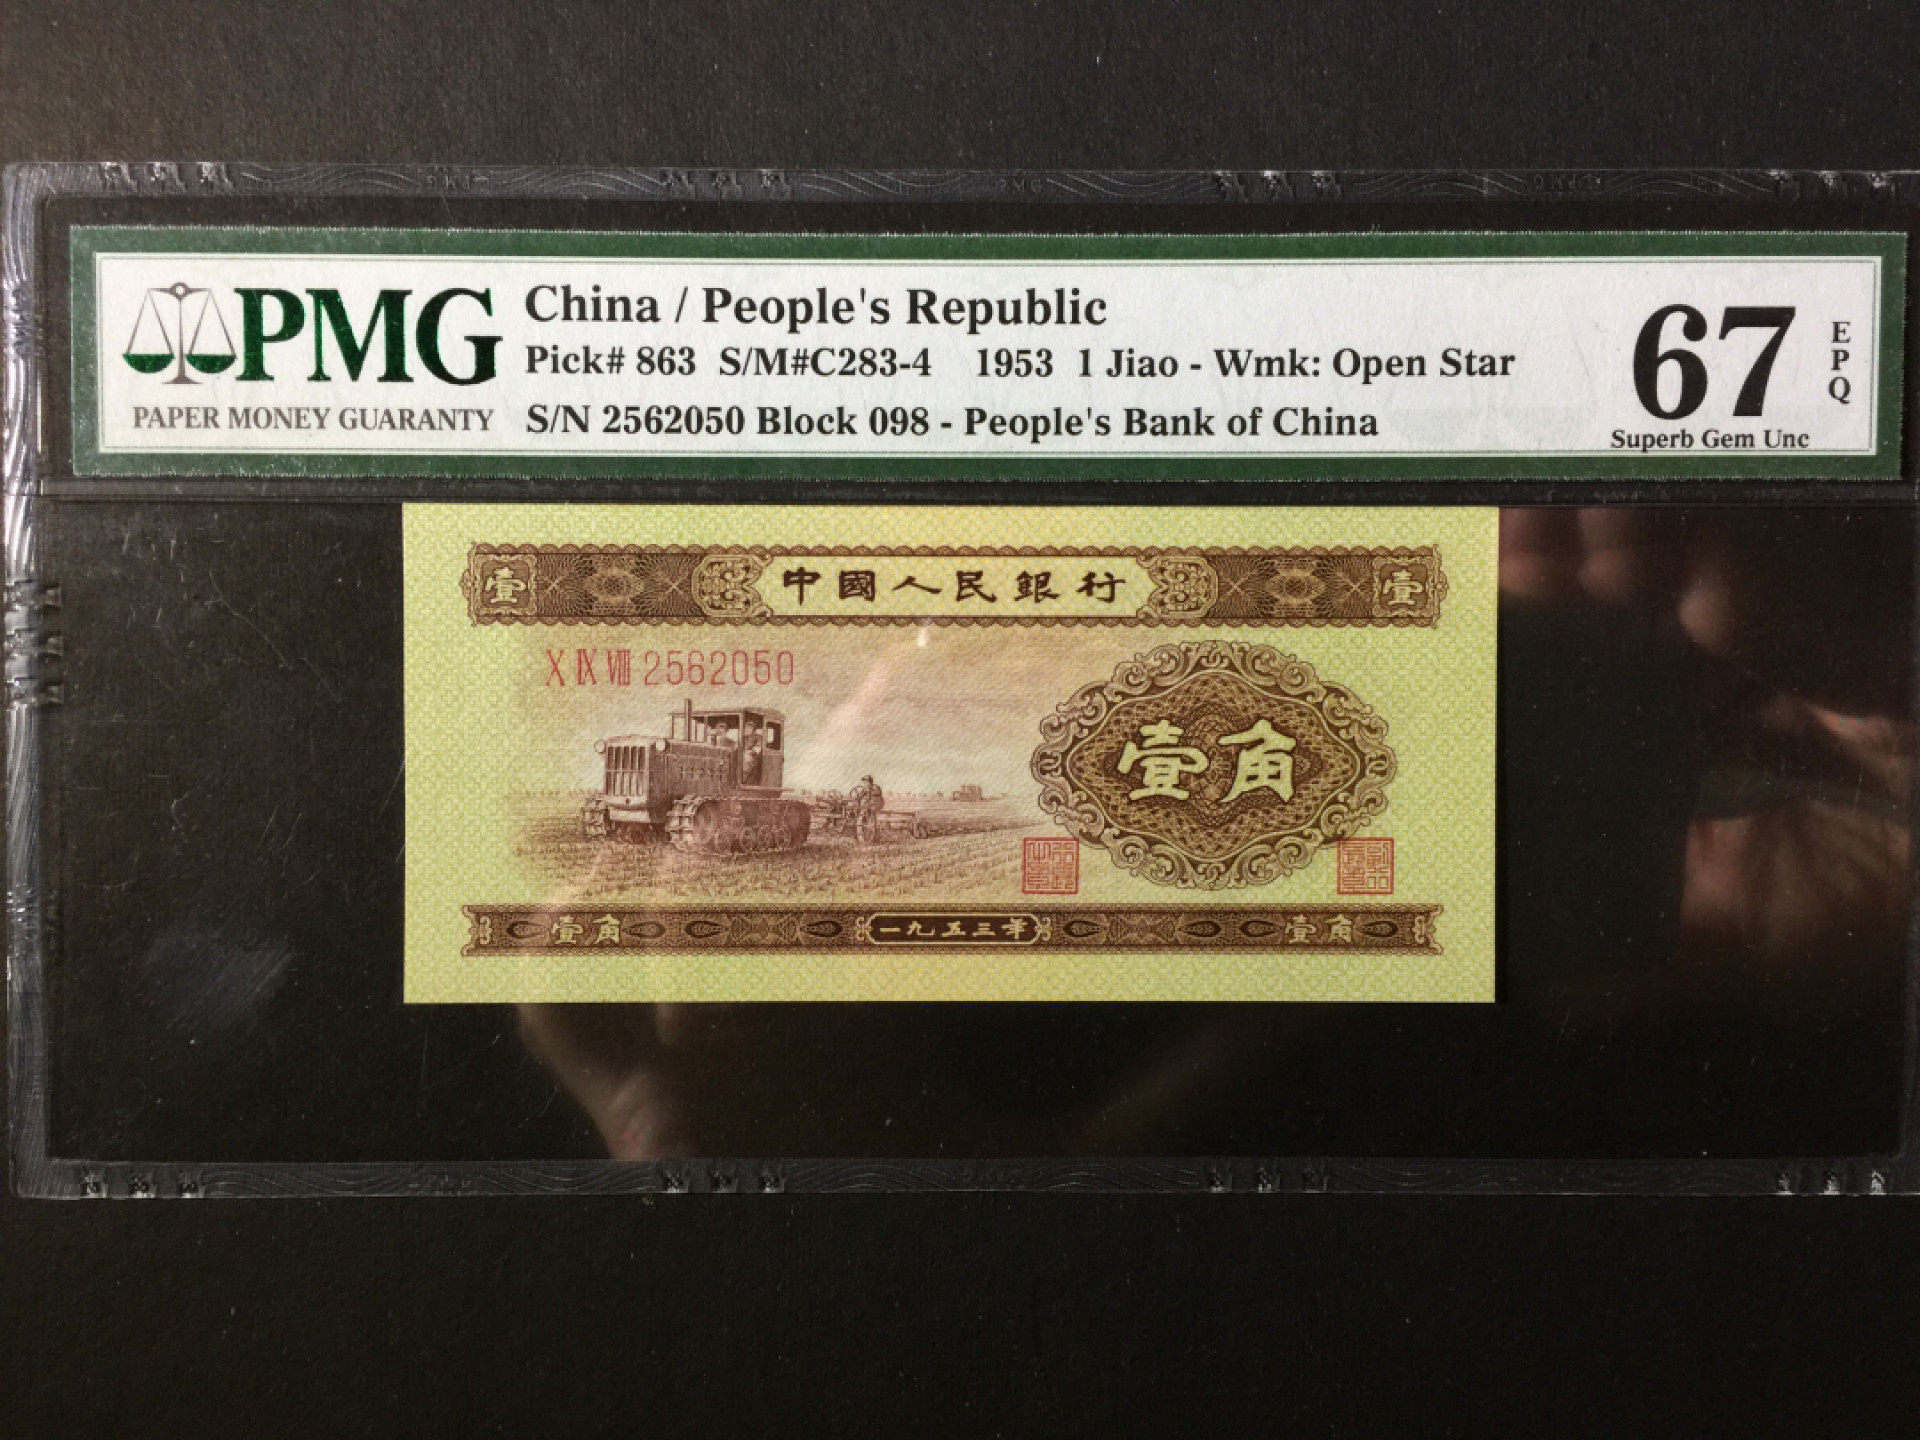 PMG
PAPER MONEY GUARANTY
China / People's Republic
Pick# 863 S/M#C283-4 1953 1 Jiao - Wmk: Open Star
S/N 2562050 Block 098 - People's Bank of China
67
EPQ
Superb Gem Unc
壹 中國人民銀行 壹
X IX VIII 2562050
壹角
壹角 一九五三年 壹角